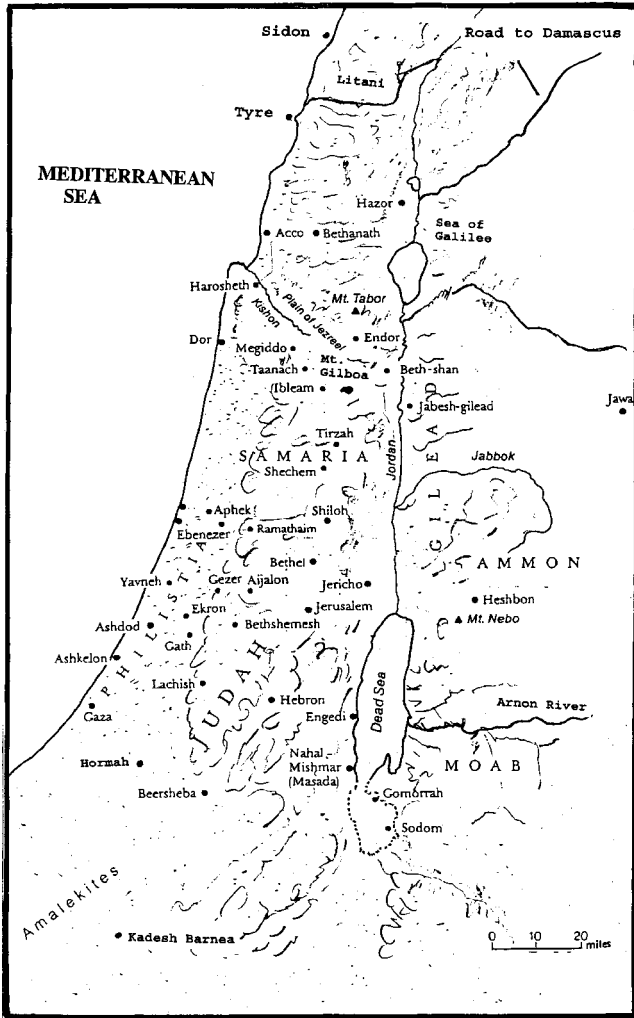 Sidon
Road to Damascus
Litani
Tyre
MEDITERRANEAN
SEA
Hazor
Sea of
Galilee
Acco
Bethanath
Harosheth
Mt. Tabor
Kishon
Plain of Jezreel
Dor
Endor
Megiddo
Mt.
Gilboa
Taanach
Beth-shan
Ibleam
Jabesh-gilead
Jawa
Tirzah
SAMARIA
Jordan
GILEAD
Jabbok
Shechem
Aphek
Shiloh
Ebenezer
Ramathaim
Bethel
AMMON
Yavneh
Gezer
Aijalon
Jericho
Heshbon
Ekron
Jerusalem
Mt. Nebo
Ashdod
Bethshemesh
Gath
PHILISTIA
Ashkelon
JUDAH
Lachish
Hebron
Dead Sea
Gaza
Engedi
Arnon River
Hormah
Nahal -
Mishmar
(Masada)
MOAB
Beersheba
Gomorrah
Sodom
Amalekites
Kadesh Barnea
0 10 20
miles